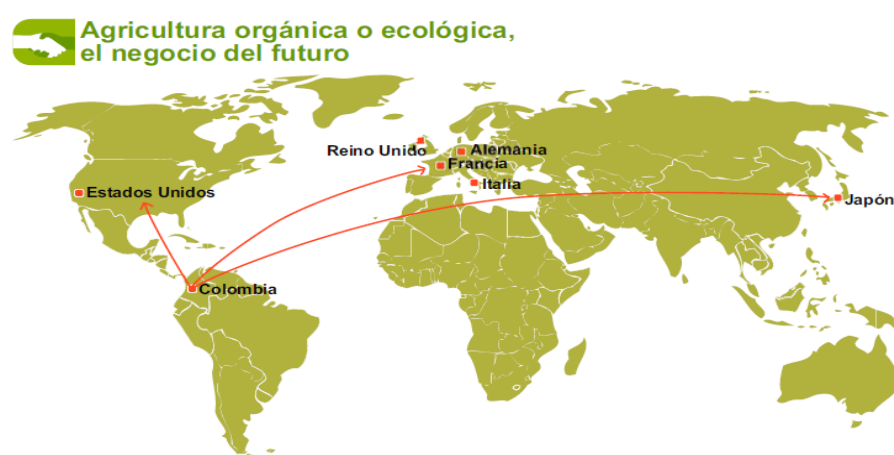 Agricultura orgánica o ecológica,
el negocio del futuro
Reino Unido
Alemania
Francia
Italia
Estados Unidos
Japón
Colombia